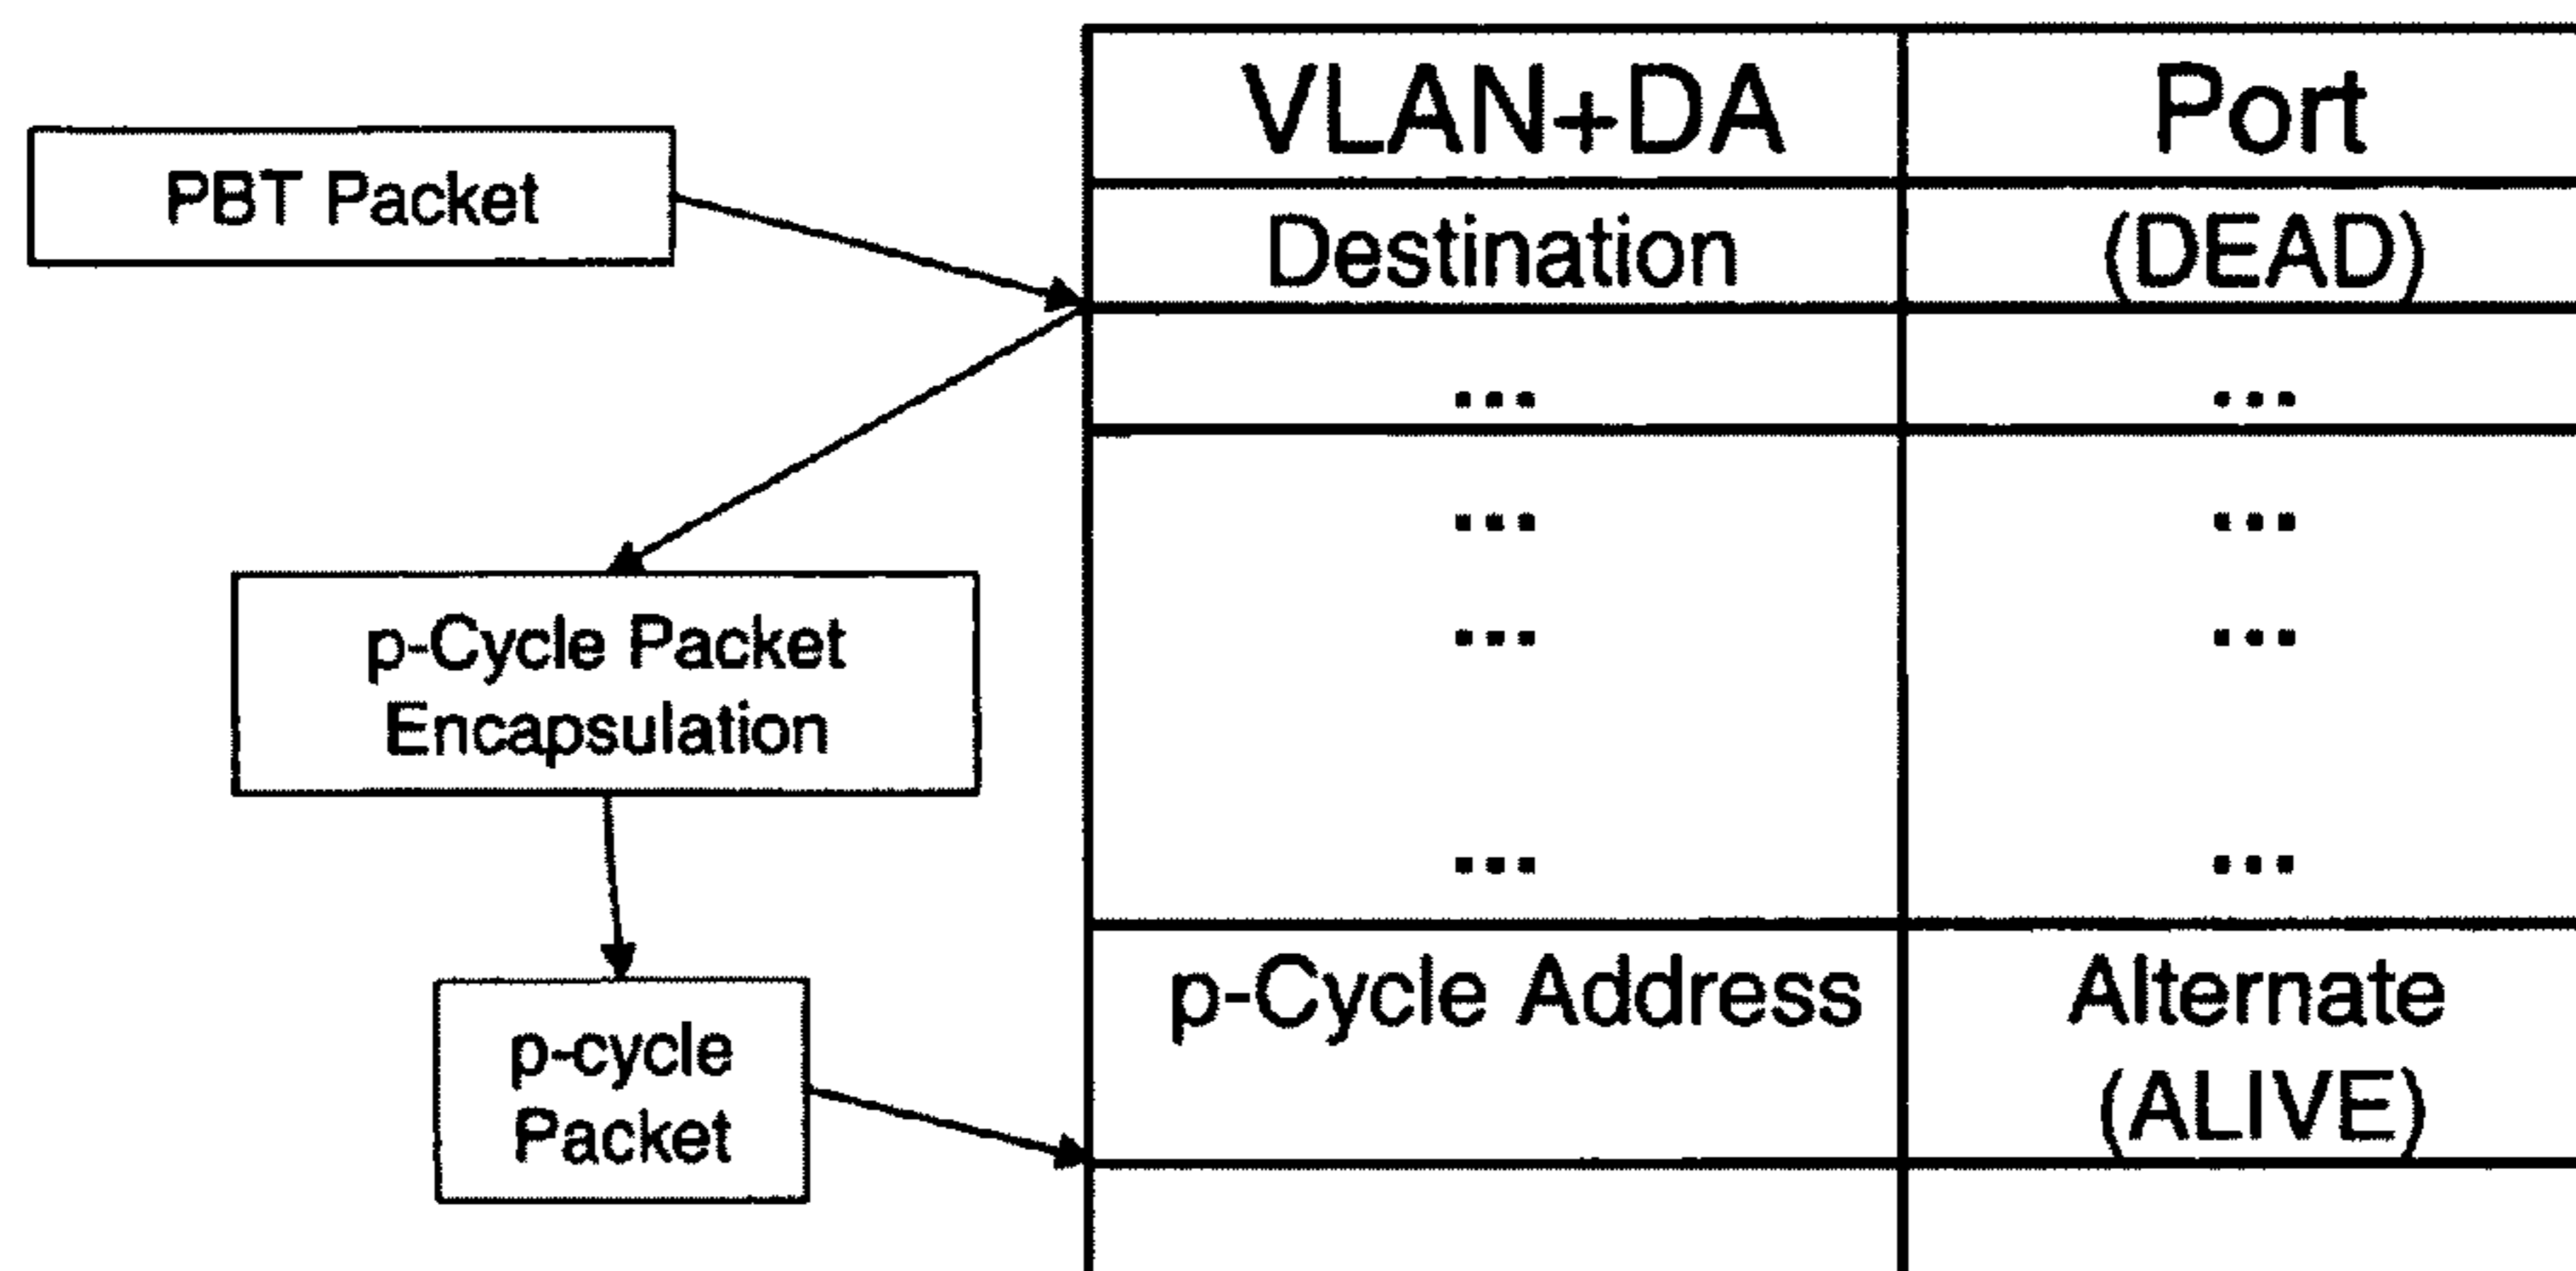 VLAN+DA Port
PBT Packet
Destination (DEAD)
... ...
... ...
p-Cycle Packet
Encapsulation
... ...
... ...
p-Cycle Address Alternate
(ALIVE)
p-cycle
Packet